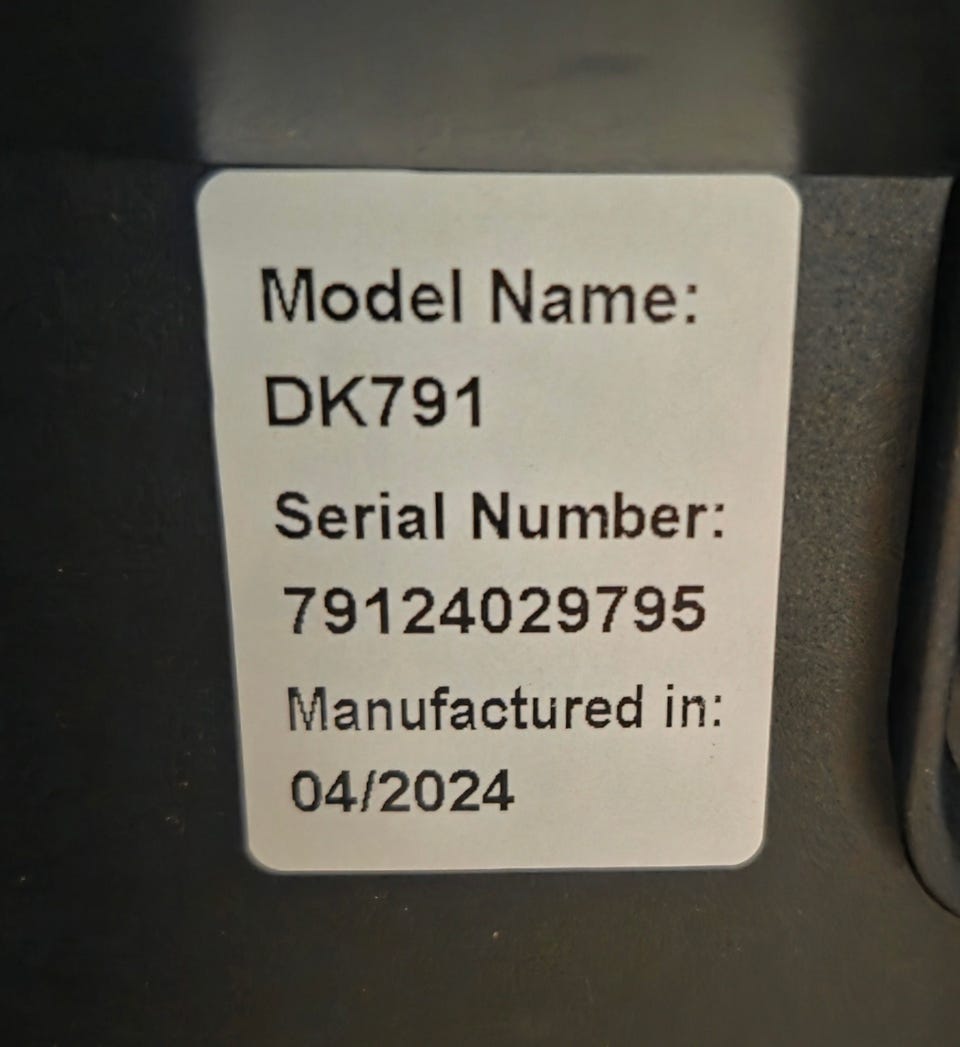 Model Name:
DK791
Serial Number:
79124029795
Manufactured in:
04/2024